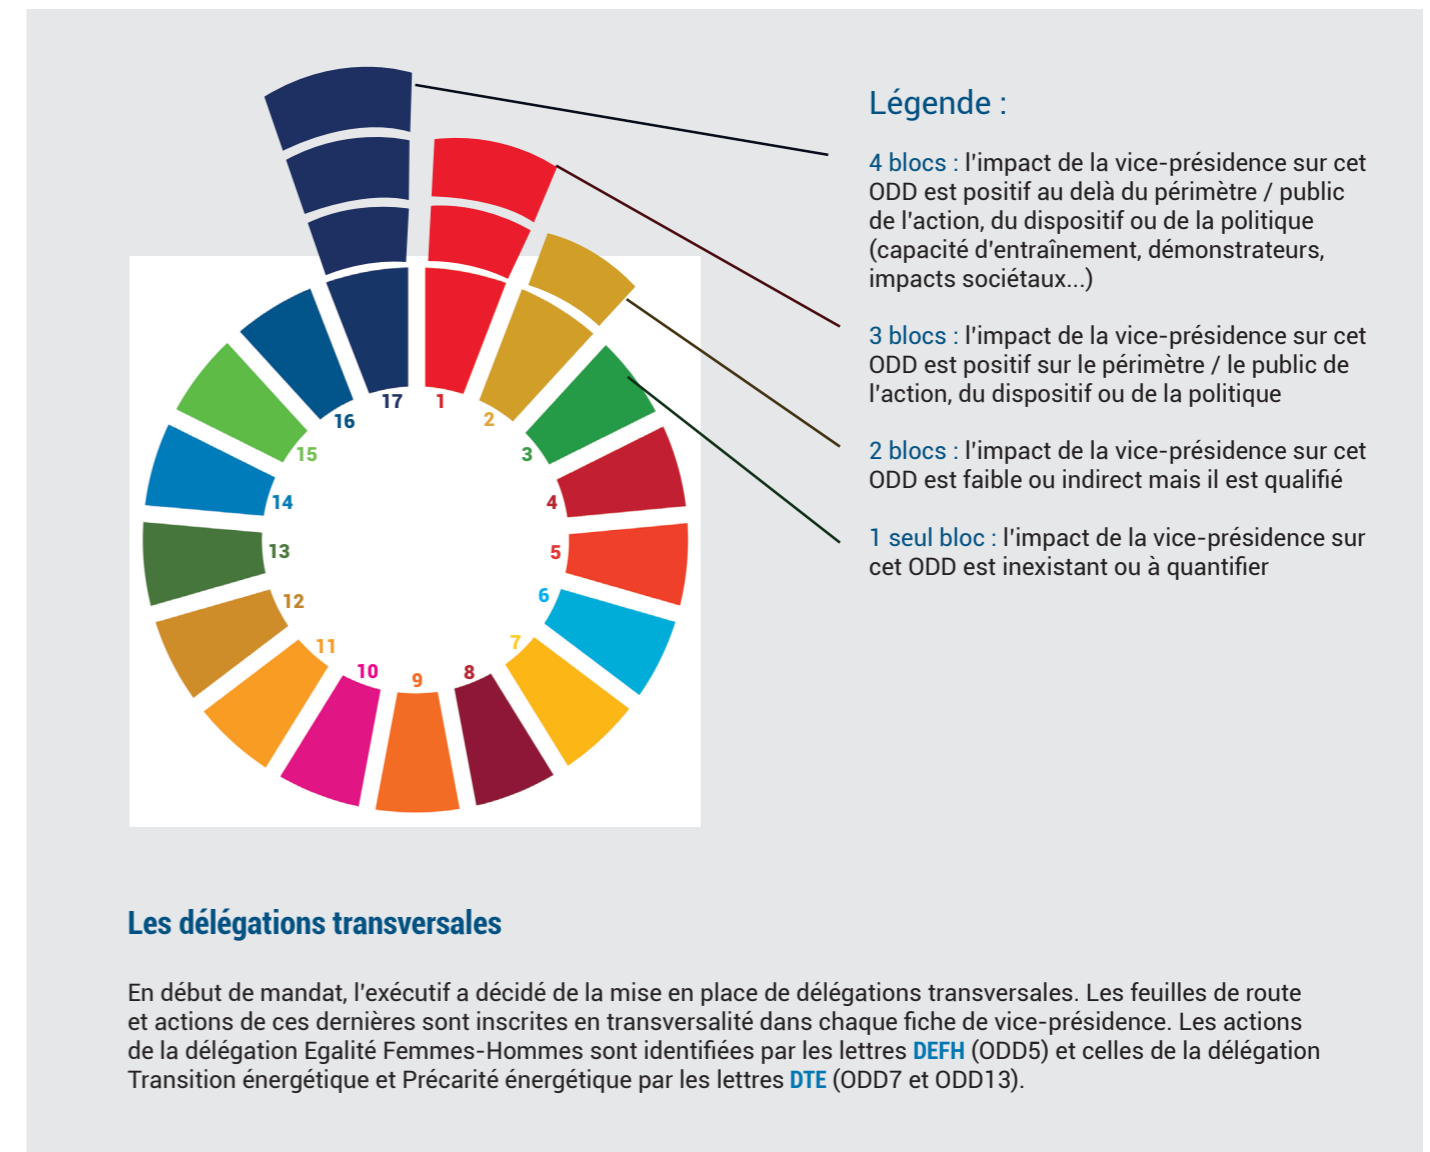 Légende :
4 blocs : l'impact de la vice-présidence sur cet
ODD est positif au delà du périmètre / public
de l'action, du dispositif ou de la politique
(capacité d'entraînement, démonstrateurs,
impacts sociétaux...)
3 blocs : l'impact de la vice-présidence sur cet
ODD est positif sur le périmètre / le public de
l'action, du dispositif ou de la politique
2 blocs : l'impact de la vice-présidence sur cet
ODD est faible ou indirect mais il est qualifié
1 seul bloc : l'impact de la vice-présidence sur
cet ODD est inexistant ou à quantifier
1
2
3
4
5
6
7
8
9
10
11
12
13
14
15
16
17
Les délégations transversales
En début de mandat, l'exécutif a décidé de la mise en place de délégations transversales. Les feuilles de route
et actions de ces dernières sont inscrites en transversalité dans chaque fiche de vice-présidence. Les actions
de la délégation Egalité Femmes-Hommes sont identifiées par les lettres DEFH (ODD5) et celles de la délégation
Transition énergétique et Précarité énergétique par les lettres DTE (ODD7 et ODD13).